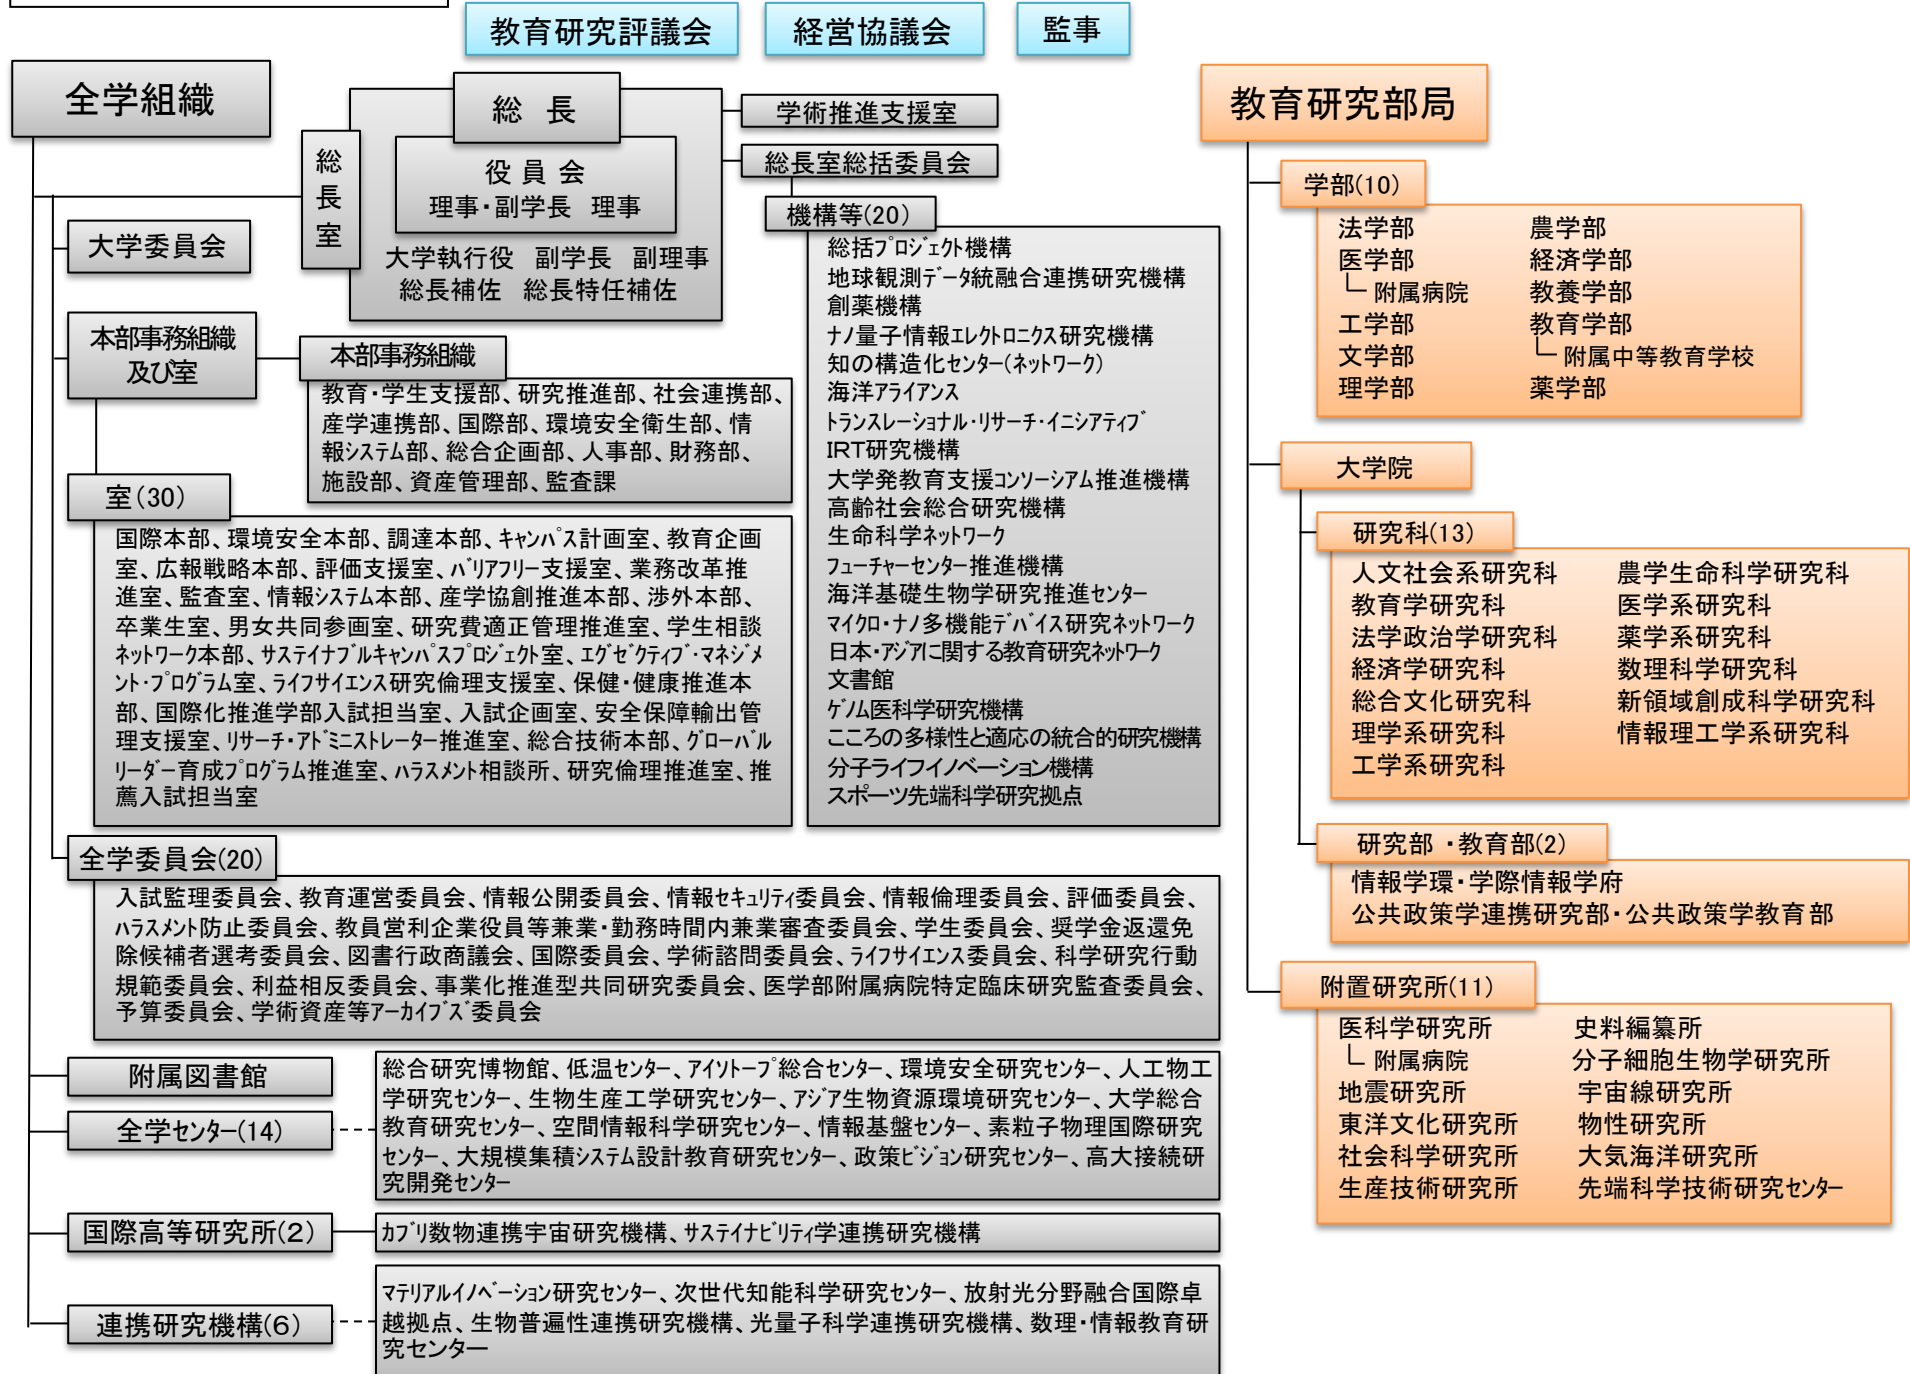 教育研究評議会
経営協議会
監事
全学組織
総長
総長室
役員会
理事・副学長 理事
大学執行役 副学長 副理事
総長補佐 総長特任補佐
学術推進支援室
総長室総括委員会
機構等(20)
総括プロジェクト機構
地球観測データ統融合連携研究機構
創薬機構
ナノ量子情報エレクトロニクス研究機構
知の構造化センター(ネットワーク)
海洋アライアンス
トランスレーショナル・リサーチ・イニシアティブ
IRT研究機構
大学発教育支援コンソーシアム推進機構
高齢社会総合研究機構
生命科学ネットワーク
フューチャーセンター推進機構
海洋基礎生物学研究推進センター
マイクロ・ナノ多機能デバイス研究ネットワーク
日本・アジアに関する教育研究ネットワーク
文書館
ゲノム医科学研究機構
こころの多様性と適応の統合的研究機構
分子ライフイノベーション機構
スポーツ先端科学研究拠点
大学委員会
本部事務組織
及び室
本部事務組織
教育・学生支援部、研究推進部、社会連携部、
産学連携部、国際部、環境安全衛生部、情
報システム部、総合企画部、人事部、財務部、
施設部、資産管理部、監査課
室(30)
国際本部、環境安全本部、調達本部、キャンパス計画室、教育企画
室、広報戦略本部、評価支援室、バリアフリー支援室、業務改革推
進室、監査室、情報システム本部、産学協創推進本部、渉外本部、
卒業生室、男女共同参画室、研究費適正管理推進室、学生相談
ネットワーク本部、サステイナブルキャンパスプロジェクト室、エグゼクティブ・マネジメ
ント・プログラム室、ライフサイエンス研究倫理支援室、保健・健康推進本
部、国際化推進学部入試担当室、入試企画室、安全保障輸出管
理支援室、リサーチ・アドミニストレーター推進室、総合技術本部、グローバル
リーダー育成プログラム推進室、ハラスメント相談所、研究倫理推進室、推
薦入試担当室
全学委員会(20)
入試監理委員会、教育運営委員会、情報公開委員会、情報セキュリティ委員会、情報倫理委員会、評価委員会、
ハラスメント防止委員会、教員営利企業役員等兼業・勤務時間内兼業審査委員会、学生委員会、奨学金返還免
除候補者選考委員会、図書行政商議会、国際委員会、学術諮問委員会、ライフサイエンス委員会、科学研究行動
規範委員会、利益相反委員会、事業化推進型共同研究委員会、医学部附属病院特定臨床研究監査委員会、
予算委員会、学術資産等アーカイブズ委員会
附属図書館
全学センター(14)
総合研究博物館、低温センター、アイソトープ総合センター、環境安全研究センター、人工物工
学研究センター、生物生産工学研究センター、アジア生物資源環境研究センター、大学総合
教育研究センター、空間情報科学研究センター、情報基盤センター、素粒子物理国際研究
センター、大規模集積システム設計教育研究センター、政策ビジョン研究センター、高大接続研
究開発センター
国際高等研究所(2)
カブリ数物連携宇宙研究機構、サステイナビリティ学連携研究機構
連携研究機構(6)
マテリアルイノベーション研究センター、次世代知能科学研究センター、放射光分野融合国際卓
越拠点、生物普遍性連携研究機構、光量子科学連携研究機構、数理・情報教育研
究センター
教育研究部局
学部(10)
法学部 農学部
医学部 経済学部
附属病院 教養学部
工学部 教育学部
文学部 附属中等教育学校
理学部 薬学部
大学院
研究科(13)
人文社会系研究科 農学生命科学研究科
教育学研究科 医学系研究科
法学政治学研究科 薬学系研究科
経済学研究科 数理科学研究科
総合文化研究科 新領域創成科学研究科
理学系研究科 情報理工学系研究科
工学系研究科
研究部・教育部(2)
情報学環・学際情報学府
公共政策学連携研究部・公共政策学教育部
附置研究所(11)
医科学研究所 史料編纂所
附属病院 分子細胞生物学研究所
地震研究所 宇宙線研究所
東洋文化研究所 物性研究所
社会科学研究所 大気海洋研究所
生産技術研究所 先端科学技術研究センター